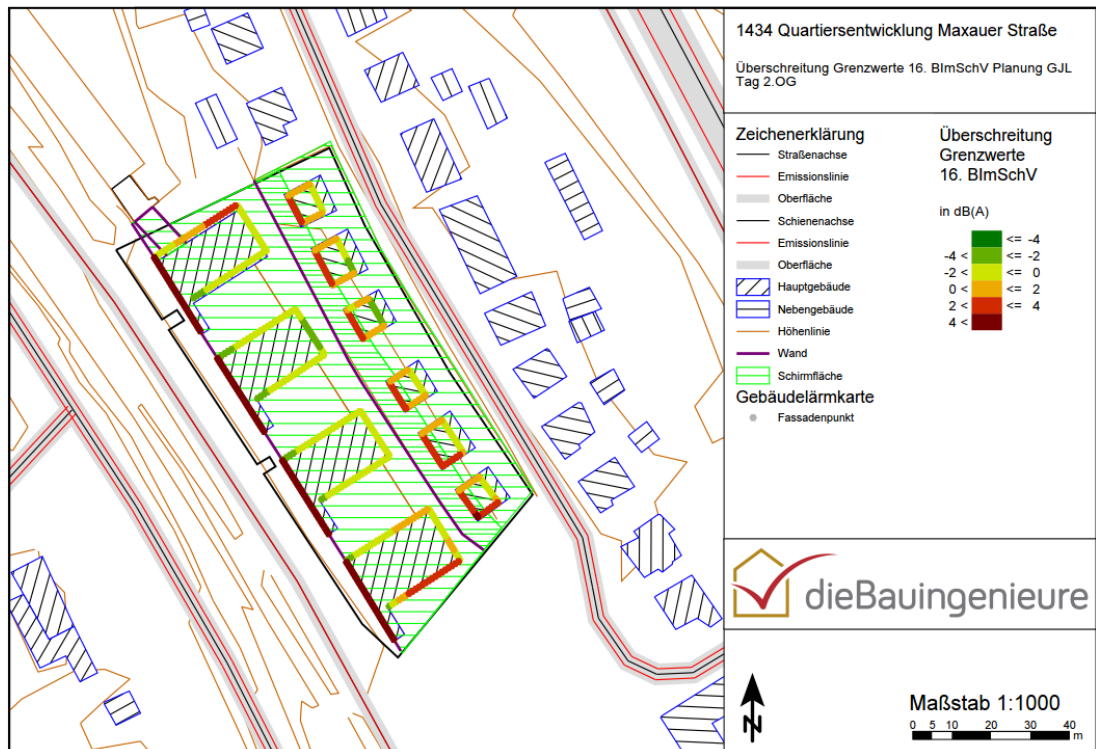 1434 Quartiersentwicklung Maxauer Straße
Überschreitung Grenzwerte 16. BImSchV Planung GJL
Tag 2.OG
Zeichenerklärung
Straßenachse
Emissionslinie
Oberfläche
Schienenachse
Emissionslinie
Oberfläche
Hauptgebäude
Nebengebäude
Höhenlinie
Wand
Schirmfläche
Gebäudelärmkarte
Fassadenpunkt
Überschreitung
Grenzwerte
16. BImSchV
in dB(A)
<= -4
-4 < <= -2
-2 < <= 0
0 < <= 2
2 < <= 4
4 <
dieBauingenieure
N
Maßstab 1:1000
0 5 10 20 30 40
m